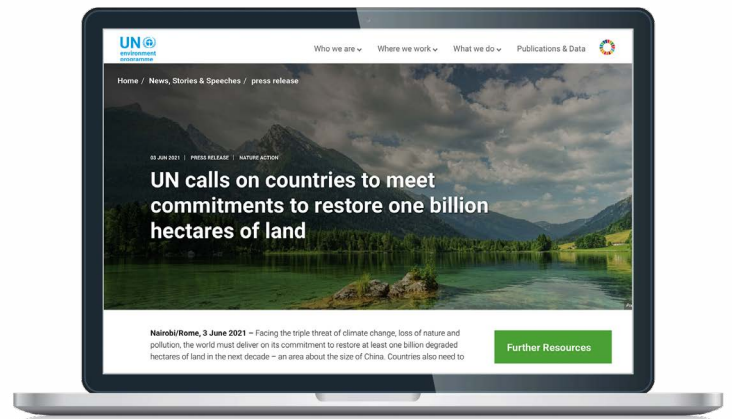 UN
environment
programme
Who we are
Where we work
What we do
Publications & Data
Home / News, Stories & Speeches / press release
03 JUN 2021 | PRESS RELEASE | NATURE ACTION
UN calls on countries to meet
commitments to restore one billion
hectares of land
Nairobi/Rome, 3 June 2021 – Facing the triple threat of climate change, loss of nature and
pollution, the world must deliver on its commitment to restore at least one billion degraded
hectares of land in the next decade – an area about the size of China. Countries also need to
Further Resources